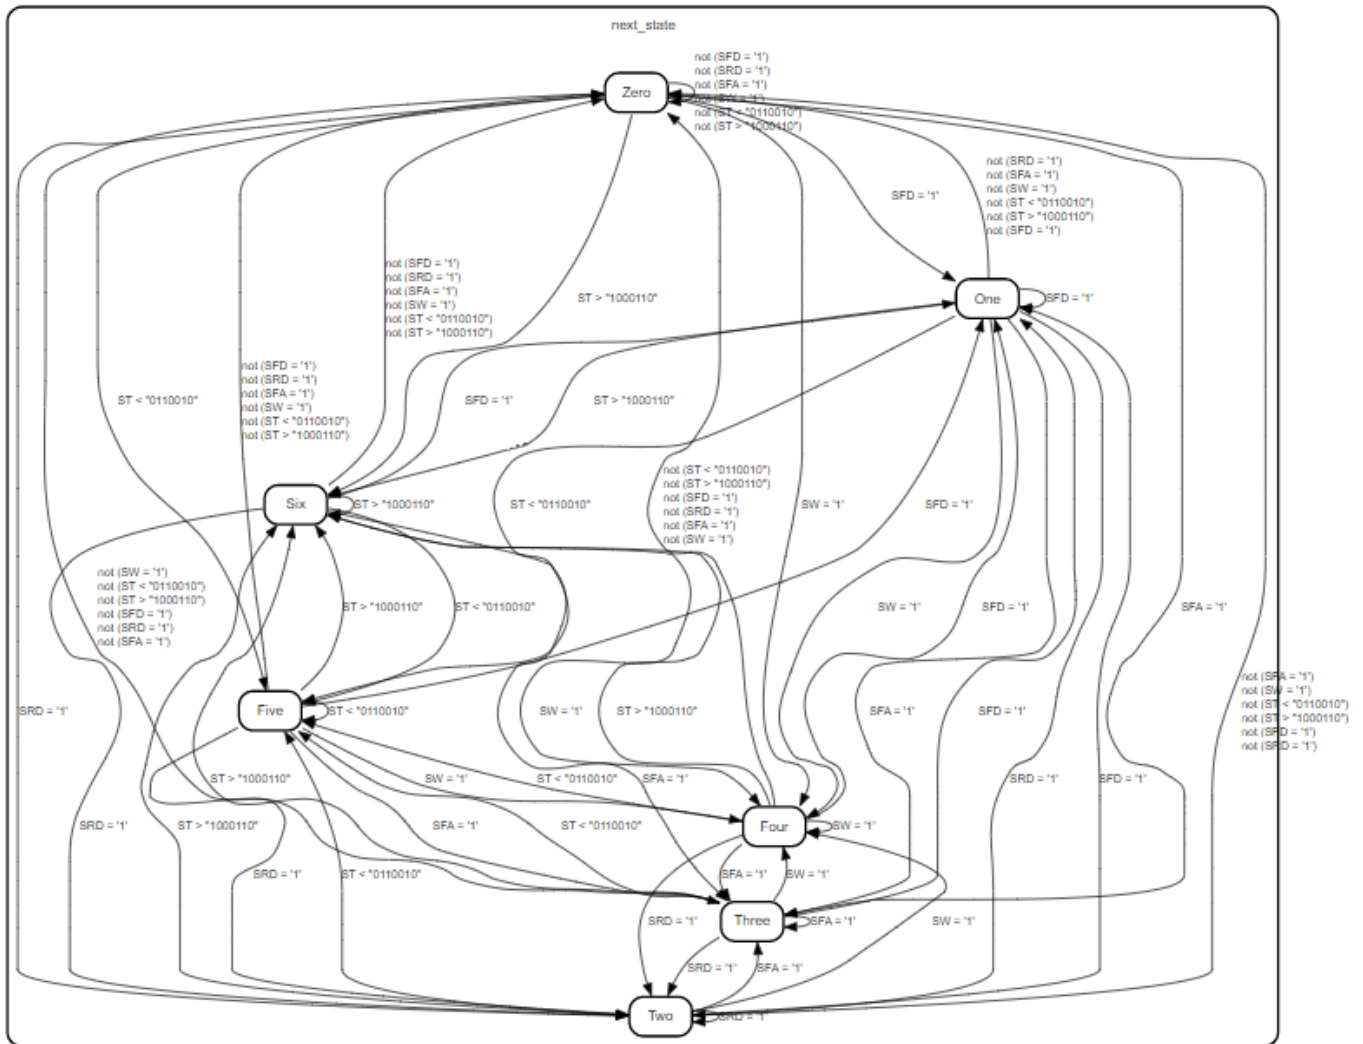 next_state
not (SFD = '1')
not (SRD = '1')
not (SFA = '1')
not (SW = '1')
not (ST < "0110010")
not (ST > "1000110")
Zero
not (SRD = '1')
not (SFA = '1')
not (SW = '1')
not (ST < "0110010")
not (ST > "1000110")
not (SFD = '1')
SFD = '1'
not (SFD = '1')
not (SRD = '1')
not (SFA = '1')
not (SW = '1')
not (ST < "0110010")
not (ST > "1000110")
ST > "1000110"
One
SFD = '1'
not (SFD = '1')
not (SRD = '1')
not (SFA = '1')
not (SW = '1')
not (ST < "0110010")
not (ST > "1000110")
ST < "0110010"
SFD = '1'
ST > "1000110"
not (ST < "0110010")
not (ST > "1000110")
not (SFD = '1')
not (SRD = '1')
not (SFA = '1')
not (SW = '1')
Six
ST > "1000110"
ST < "0110010"
SW = '1'
SFD = '1'
not (SW = '1')
not (ST < "0110010")
not (ST > "1000110")
not (SFD = '1')
not (SRD = '1')
not (SFA = '1')
ST > "1000110"
ST < "0110010"
SW = '1'
SFD = '1'
SFA = '1'
not (SFA = '1')
not (SW = '1')
not (ST < "0110010")
not (ST > "1000110")
not (SFD = '1')
not (SRD = '1')
SRD = '1'
Five
ST < "0110010"
SW = '1'
ST > "1000110"
SFA = '1'
SFD = '1'
ST > "1000110"
SW = '1'
ST < "0110010"
SFA = '1'
SRD = '1'
SFD = '1'
SRD = '1'
ST > "1000110"
SFA = '1'
ST < "0110010"
Four
SW = '1'
SRD = '1'
ST < "0110010"
SFA = '1'
SW = '1'
SRD = '1'
Three
SFA = '1'
SW = '1'
SRD = '1'
SFA = '1'
Two
SRD = '1'